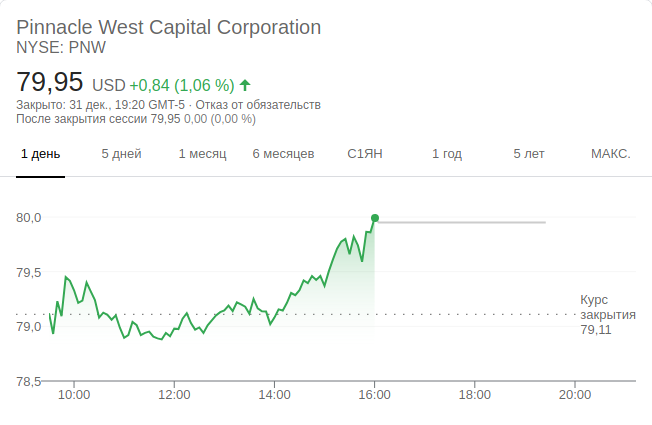 Pinnacle West Capital Corporation
NYSE: PNW
79,95 USD +0,84 (1,06 %)
Закрыто: 31 дек., 19:20 GMT-5 · Отказ от обязательств
После закрытия сессии 79,95 0,00 (0,00 %)
1 день 5 дней 1 месяц 6 месяцев С1ЯН 1 год 5 лет МАКС.
80,0
79,5
Курс
закрытия
79,11
79,0
78,5
10:00 12:00 14:00 16:00 18:00 20:00